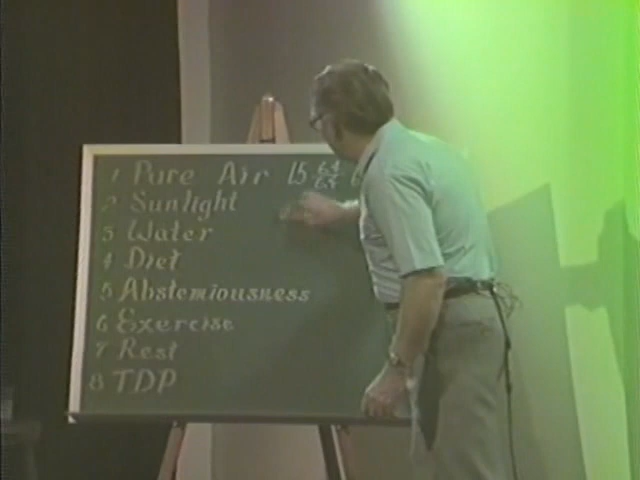 1 Pure Air 15
2 Sunlight
3 Water
4 Diet
5 Abstemiousness
6 Exercise
7 Rest
8 TDP